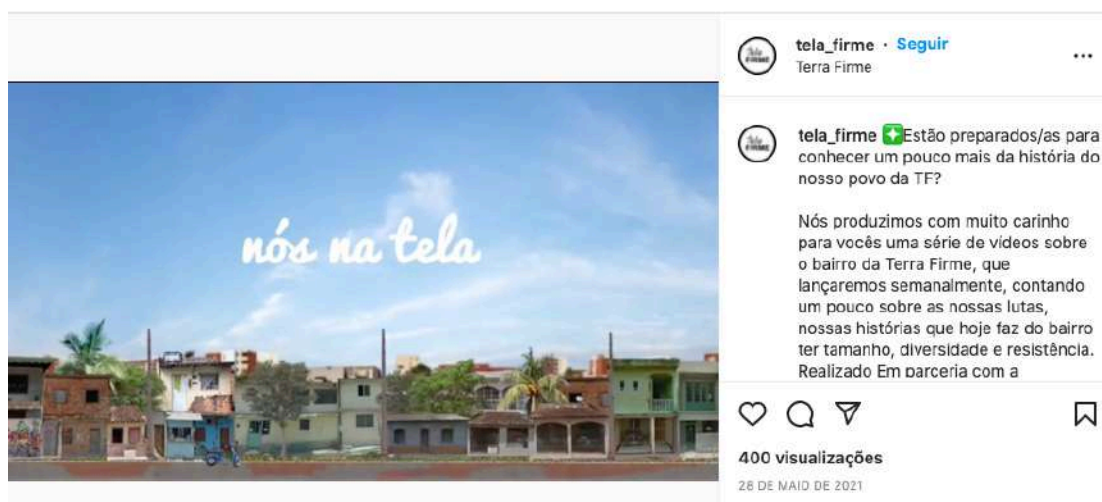 nós na tela
tela_firme · Seguir
Terra Firme
tela_firme Estão preparados/as para
conhecer um pouco mais da história do
nosso povo da TF?
Nós produzimos com muito carinho
para vocês uma série de vídeos sobre
o bairro da Terra Firme, que
lançaremos semanalmente, contando
um pouco sobre as nossas lutas,
nossas histórias que hoje faz do bairro
ter tamanho, diversidade e resistência.
Realizado Em parceria com a
400 visualizações
28 DE MAIO DE 2021